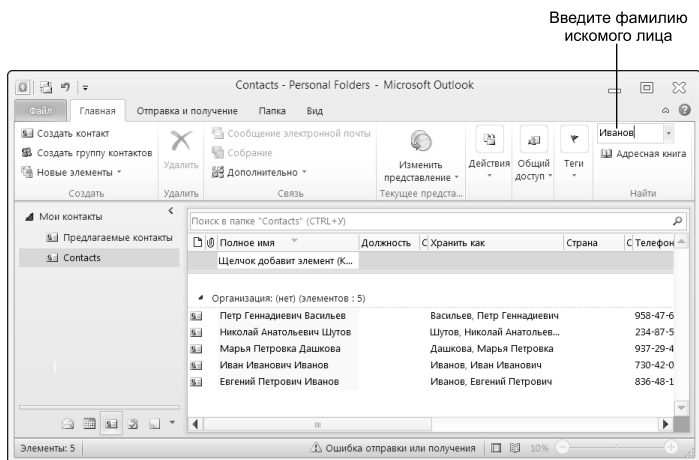 Введите фамилию
искомого лица
Contacts - Personal Folders - Microsoft Outlook
Файл Главная Отправка и получение Папка Вид
Создать контакт
Создать группу контактов
Новые элементы
Создать
Удалить
Удалить
Сообщение электронной почты
Собрание
Дополнительно
Связь
Изменить
представление
Текущее предста...
Действия
Общий
доступ
Теги
Иванов
Адресная книга
Найти
Мои контакты
Предлагаемые контакты
Contacts
Поиск в папке "Contacts" (CTRL+У)
Полное имя Должность С Хранить как Страна С Телефон
Щелчок добавит элемент (К...
Организация: (нет) (элементов : 5)
Петр Геннадиевич Васильев Васильев, Петр Геннадиевич 958-47-6
Николай Анатольевич Шутов Шутов, Николай Анатольев... 234-87-5
Марья Петровка Дашкова Дашкова, Марья Петровка 937-29-4
Иван Иванович Иванов Иванов, Иван Иванович 730-42-0
Евгений Петрович Иванов Иванов, Евгений Петрович 836-48-1
Элементы: 5 Ошибка отправки или получения 10%